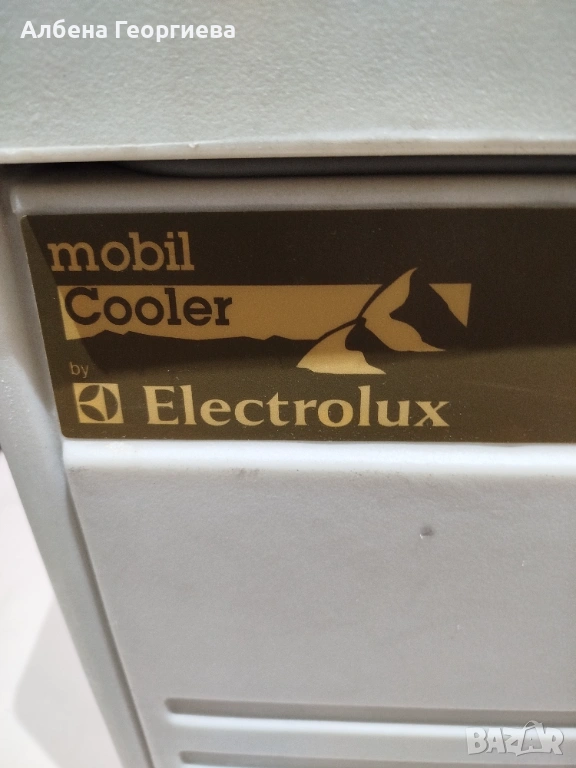 Албена Георгиева
mobil
Cooler
by
Electrolux
BAZAR